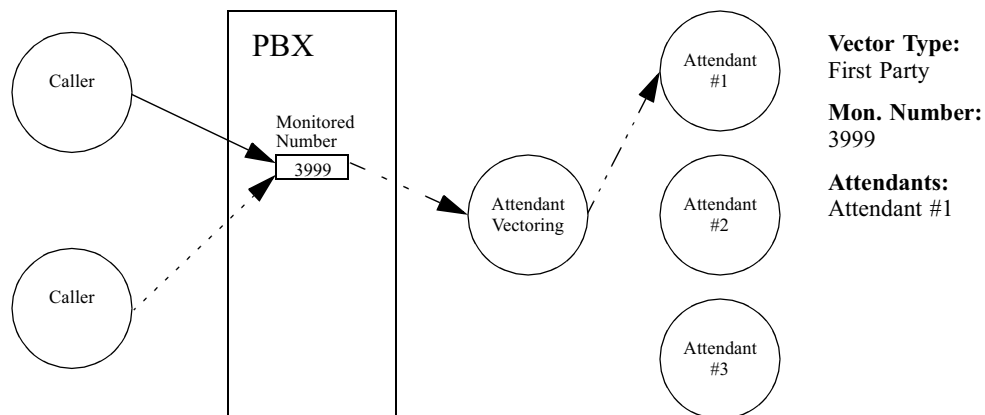 PBX
Caller
Monitored
Number
3999
Caller
Attendant
Vectoring
Attendant
#1
Attendant
#2
Attendant
#3
Vector Type:
First Party
Mon. Number:
3999
Attendants:
Attendant #1